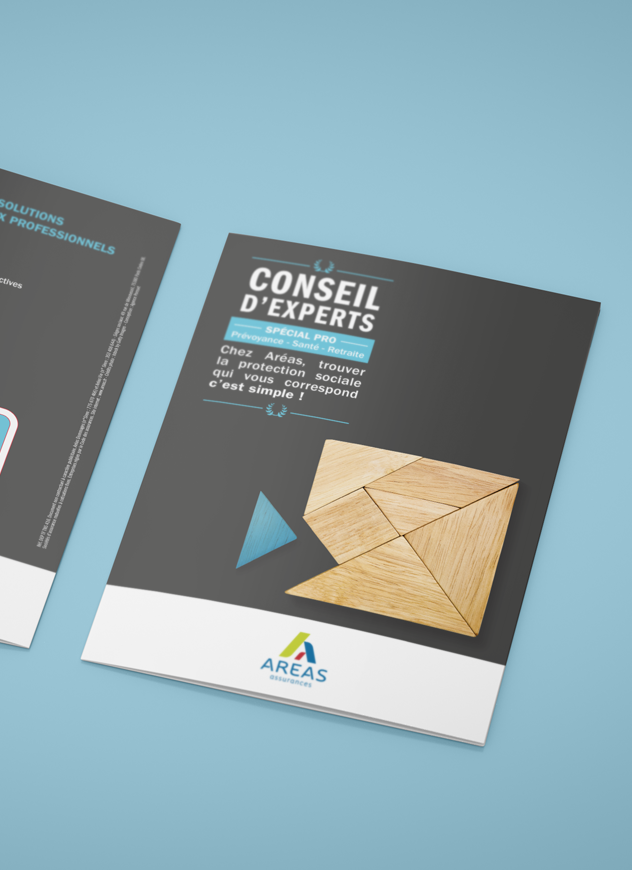 SOLUTIONS
X PROFESSIONNELS
ctives
CONSEIL
D'EXPERTS
SPÉCIAL PRO
Prévoyance - Santé - Retraite
Chez Aréas, trouver
la protection sociale
qui vous correspond
c'est simple !
AREAS
assurances